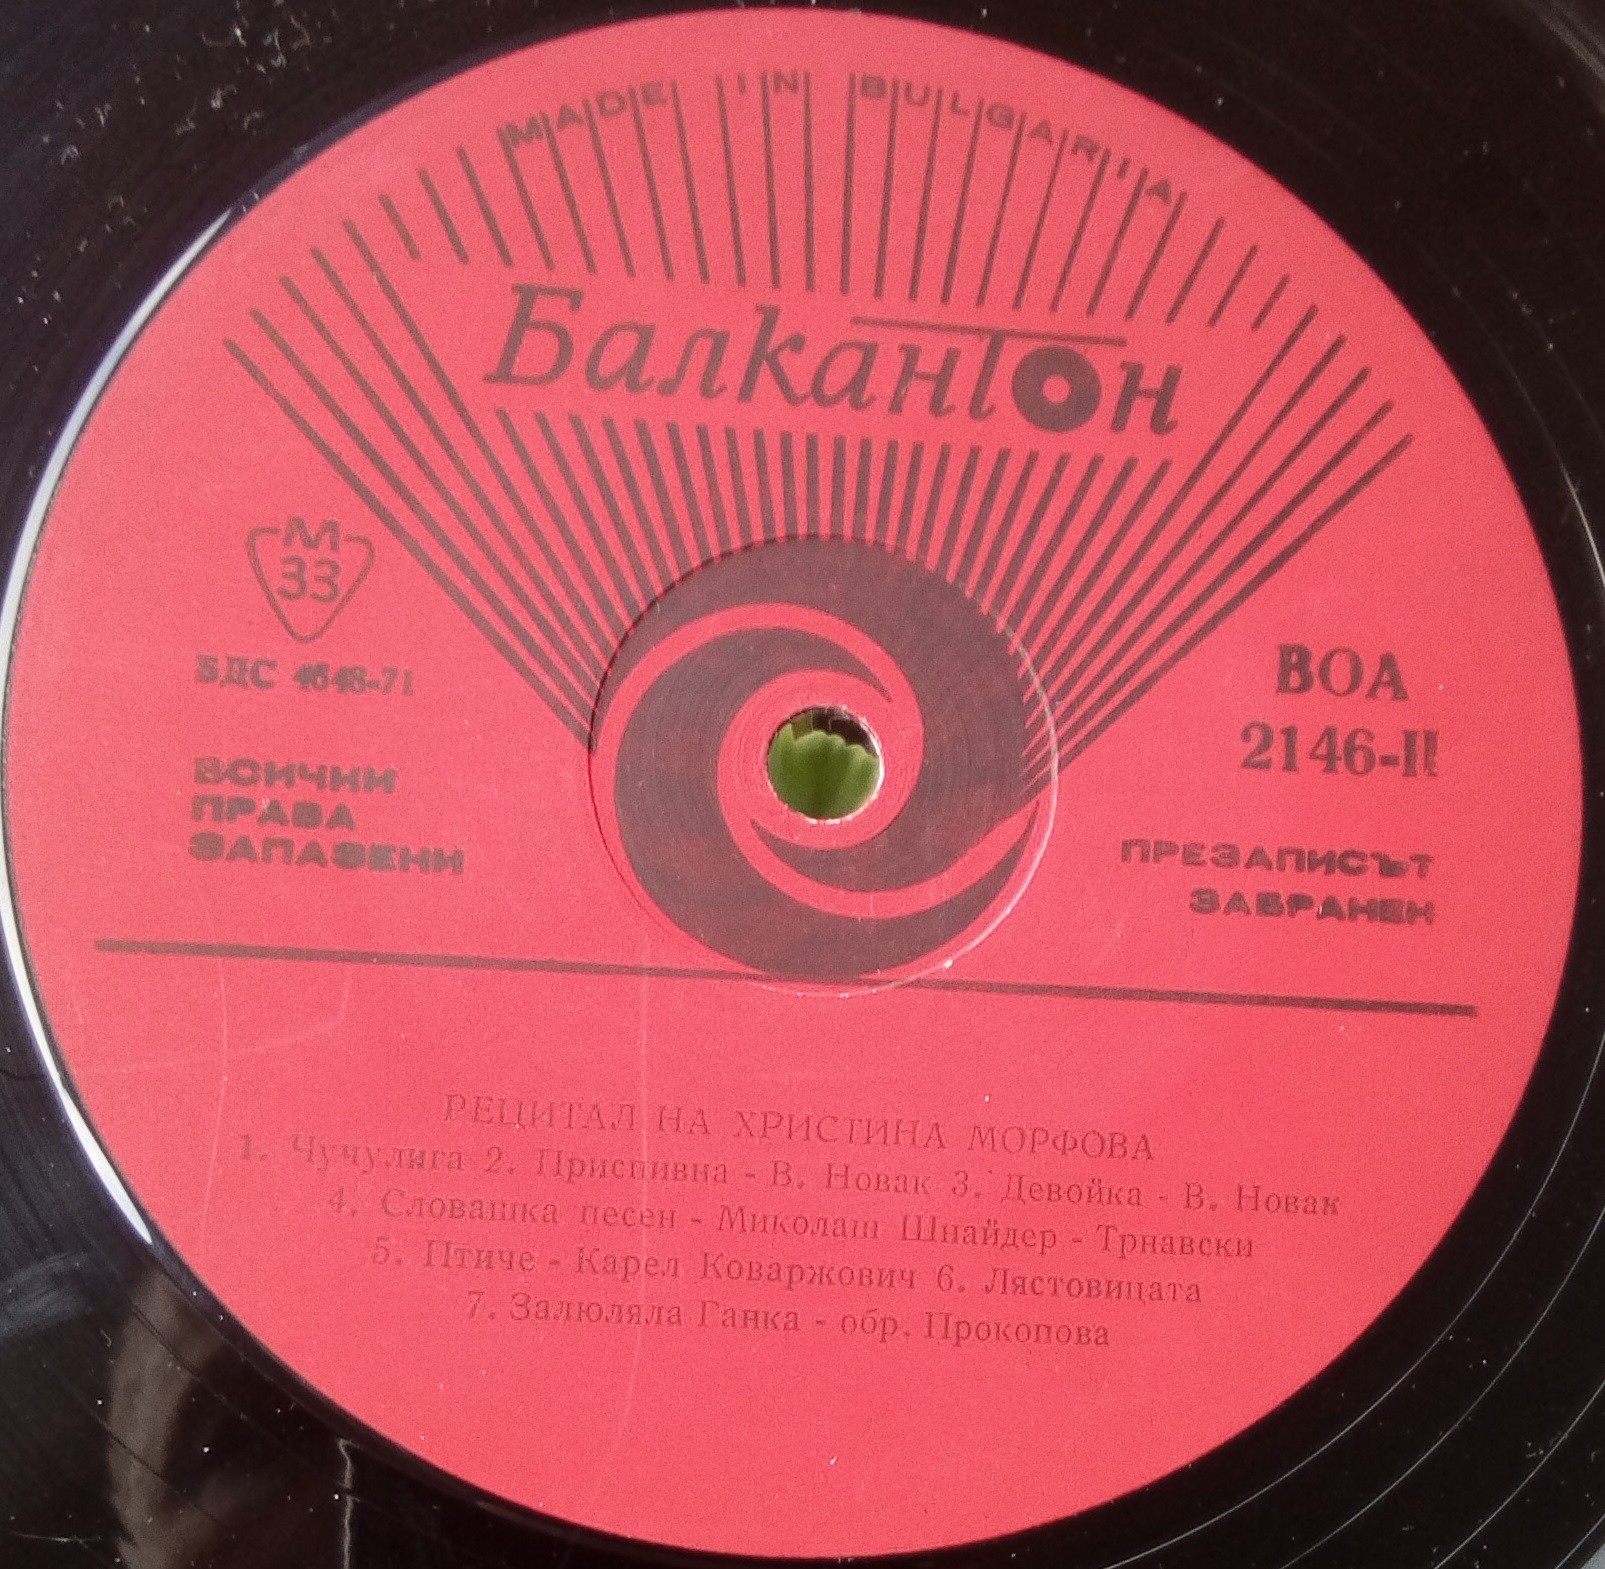 MADE IN BULGARIA
Балкантон
М
33
БДС 4648-71
ВСИЧКИ
ПРАВА
ЗАПАЗЕНИ
ВОА
2146-II
ПРЕЗАПИСЪТ
ЗАБРАНЕН
РЕЦИТАЛ НА ХРИСТИНА МОРФОВА
1. Чучулига 2. Приспивна - В. Новак 3. Девойка - В. Новак
4. Словашка песен - Миколаш Шнайдер - Трнавски
5. Птиче - Карел Коваржович 6. Лястовицата
7. Залюляла Ганка - обр. Прокопова